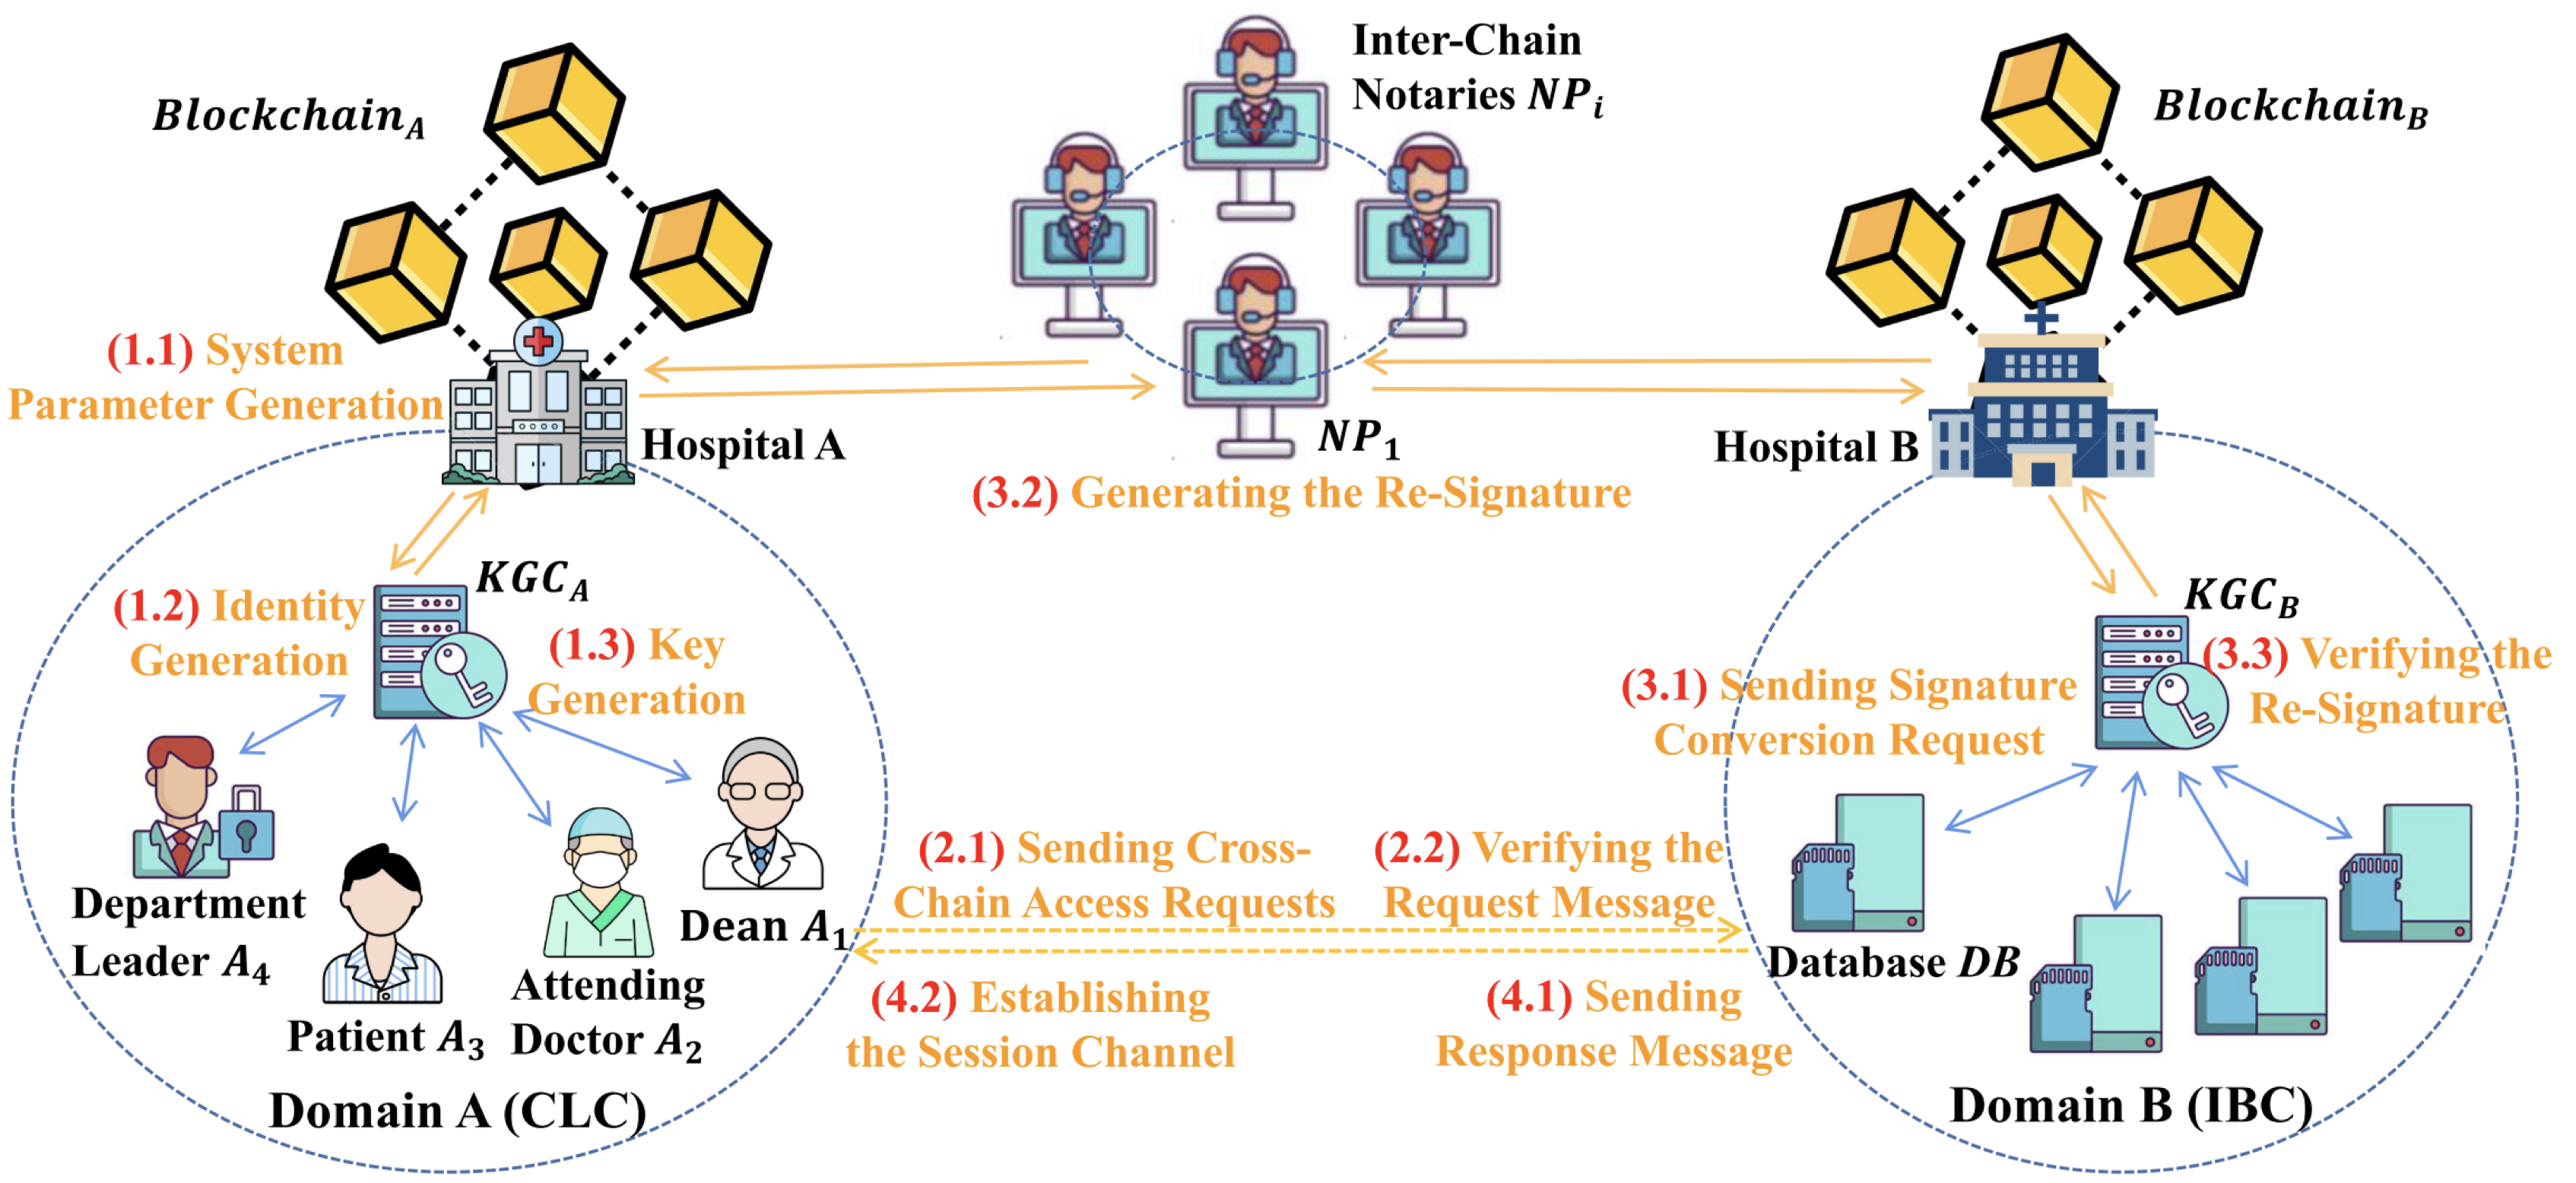 Blockchain_A
Inter-Chain
Notaries NP_i
Blockchain_B
(1.1) System
Parameter Generation
Hospital A
NP_1
(3.2) Generating the Re-Signature
Hospital B
KGC_A
(1.2) Identity
Generation
(1.3) Key
Generation
KGC_B
(3.3) Verifying the
Re-Signature
(3.1) Sending Signature
Conversion Request
Department
Leader A_4
Patient A_3
Attending
Doctor A_2
Dean A_1
(2.1) Sending Cross-
Chain Access Requests
(2.2) Verifying the
Request Message
Database DB
(4.2) Establishing
the Session Channel
(4.1) Sending
Response Message
Domain A (CLC)
Domain B (IBC)